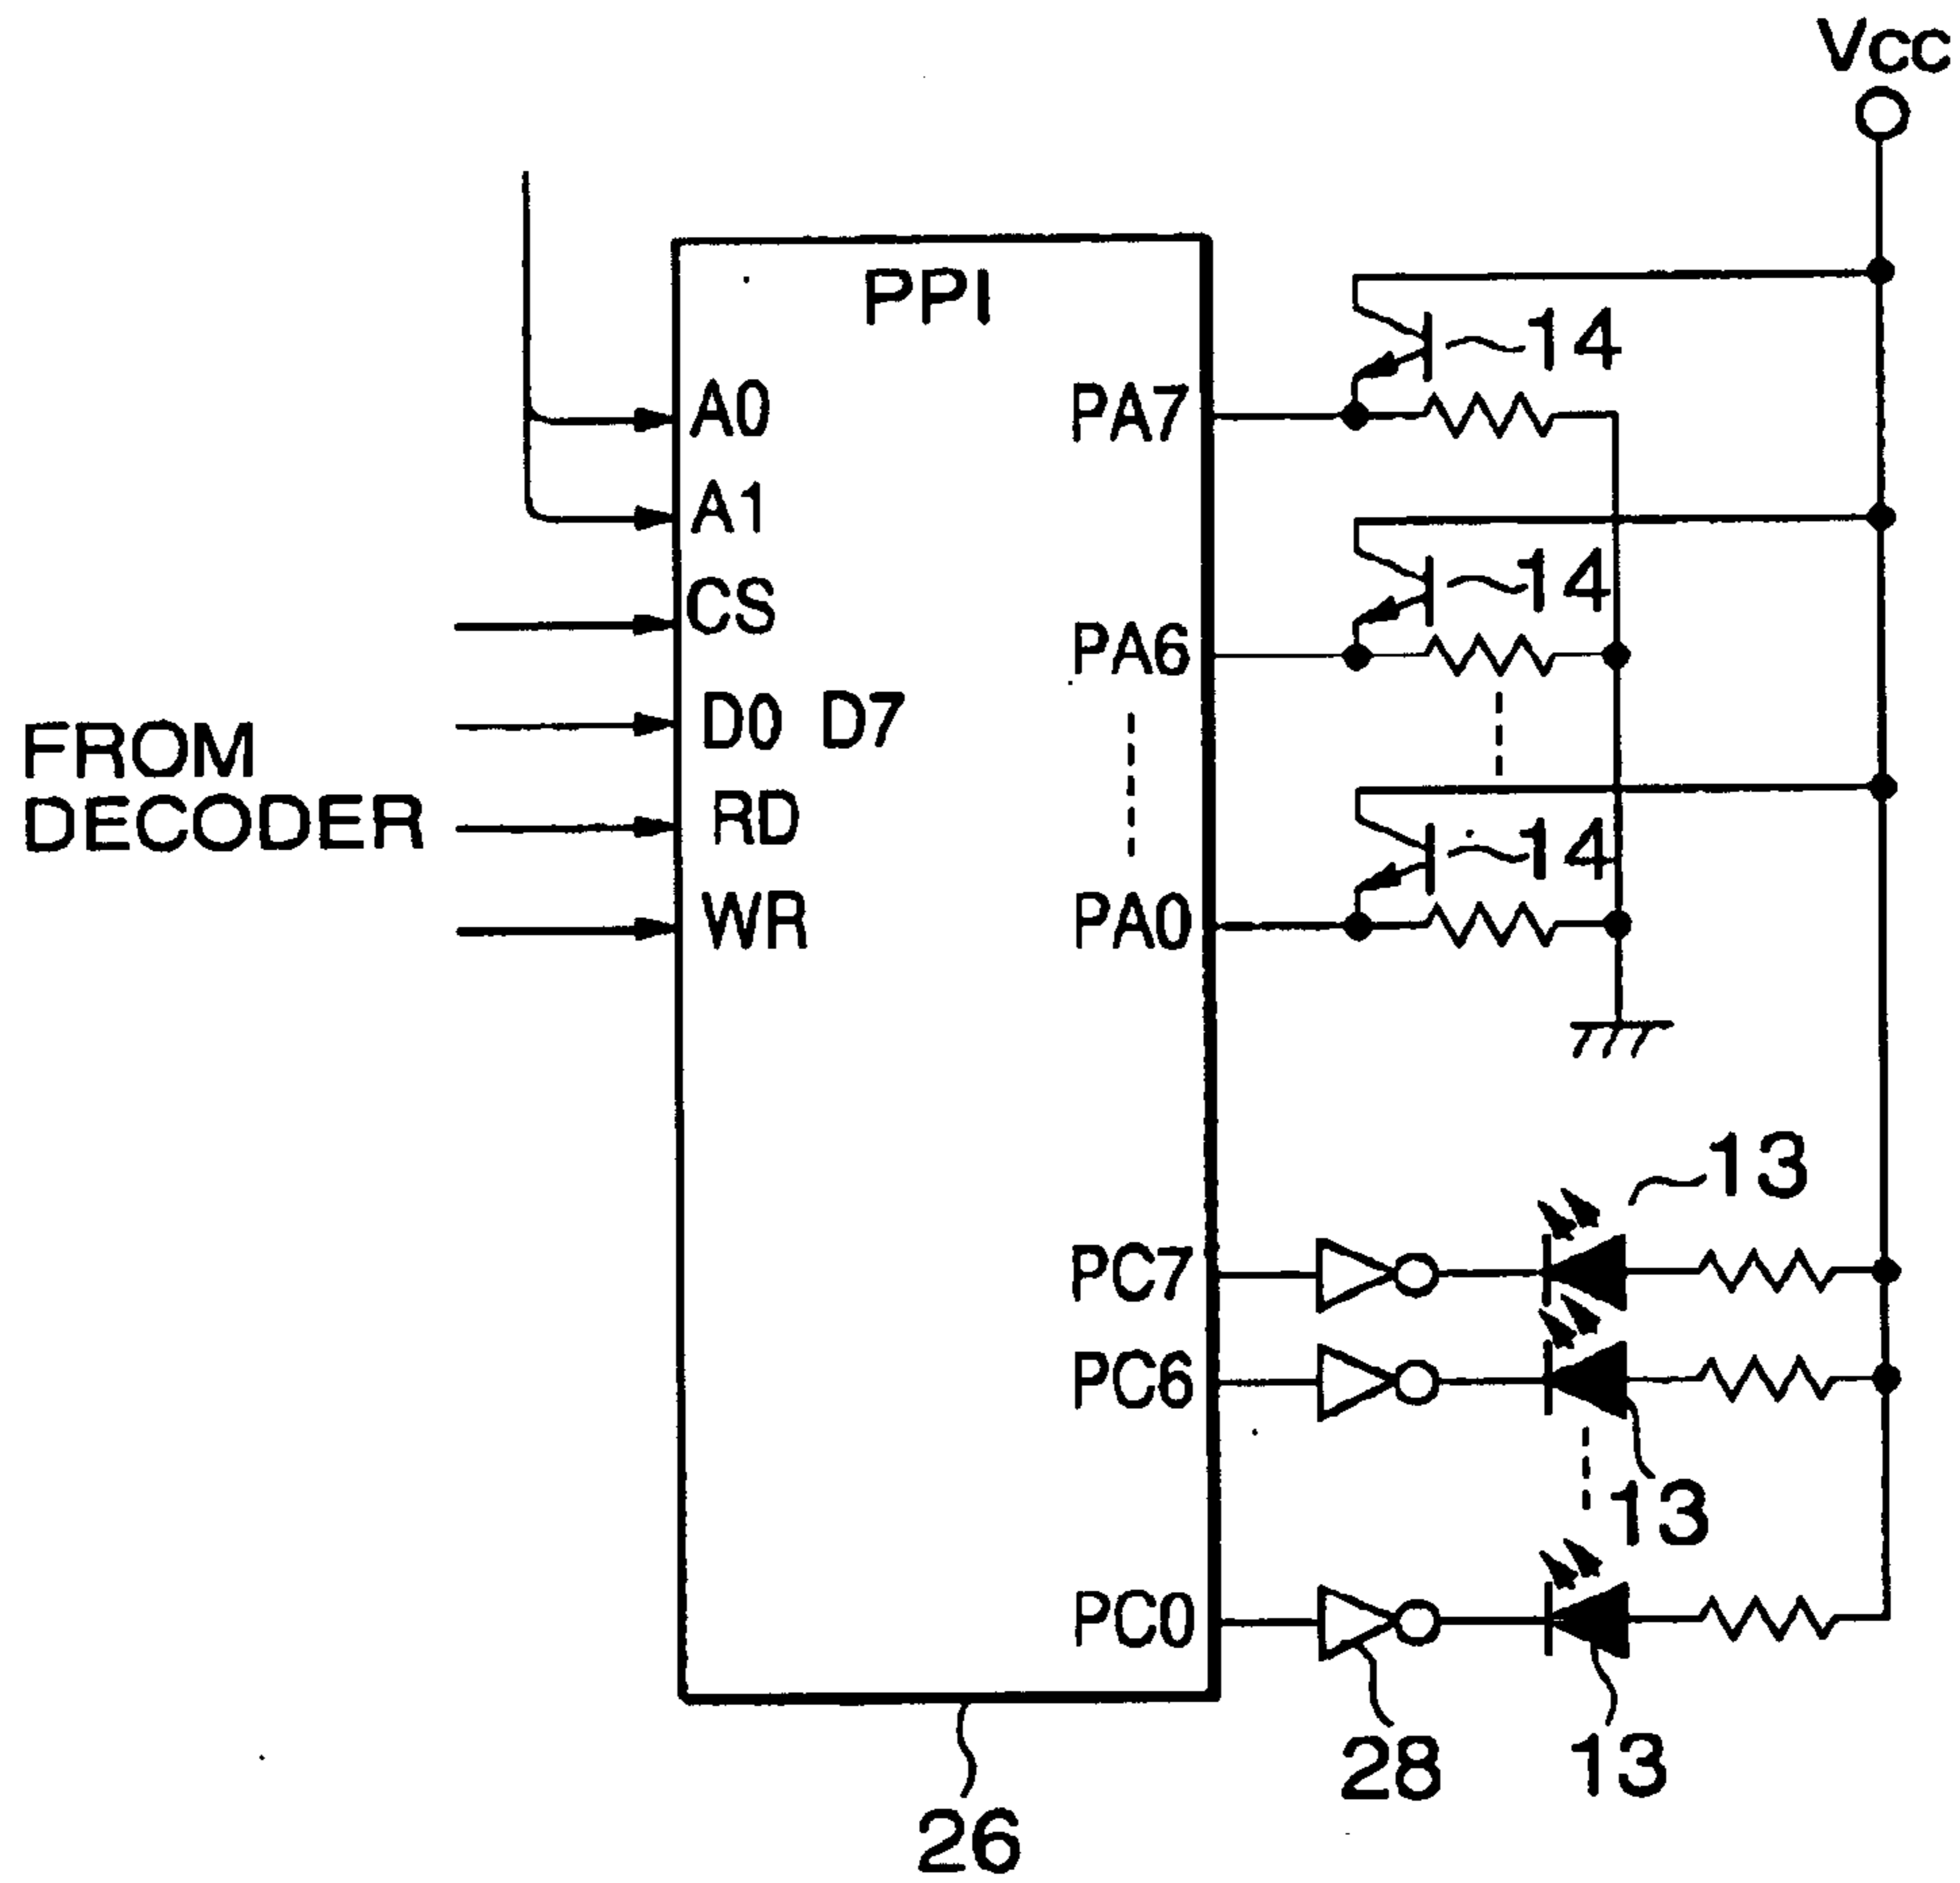 Vcc
PPI
14
A0
PA7
A1
14
CS
PA6
D0 D7
FROM
DECODER
RD
14
WR
PA0
13
PC7
PC6
13
PC0
28
13
26